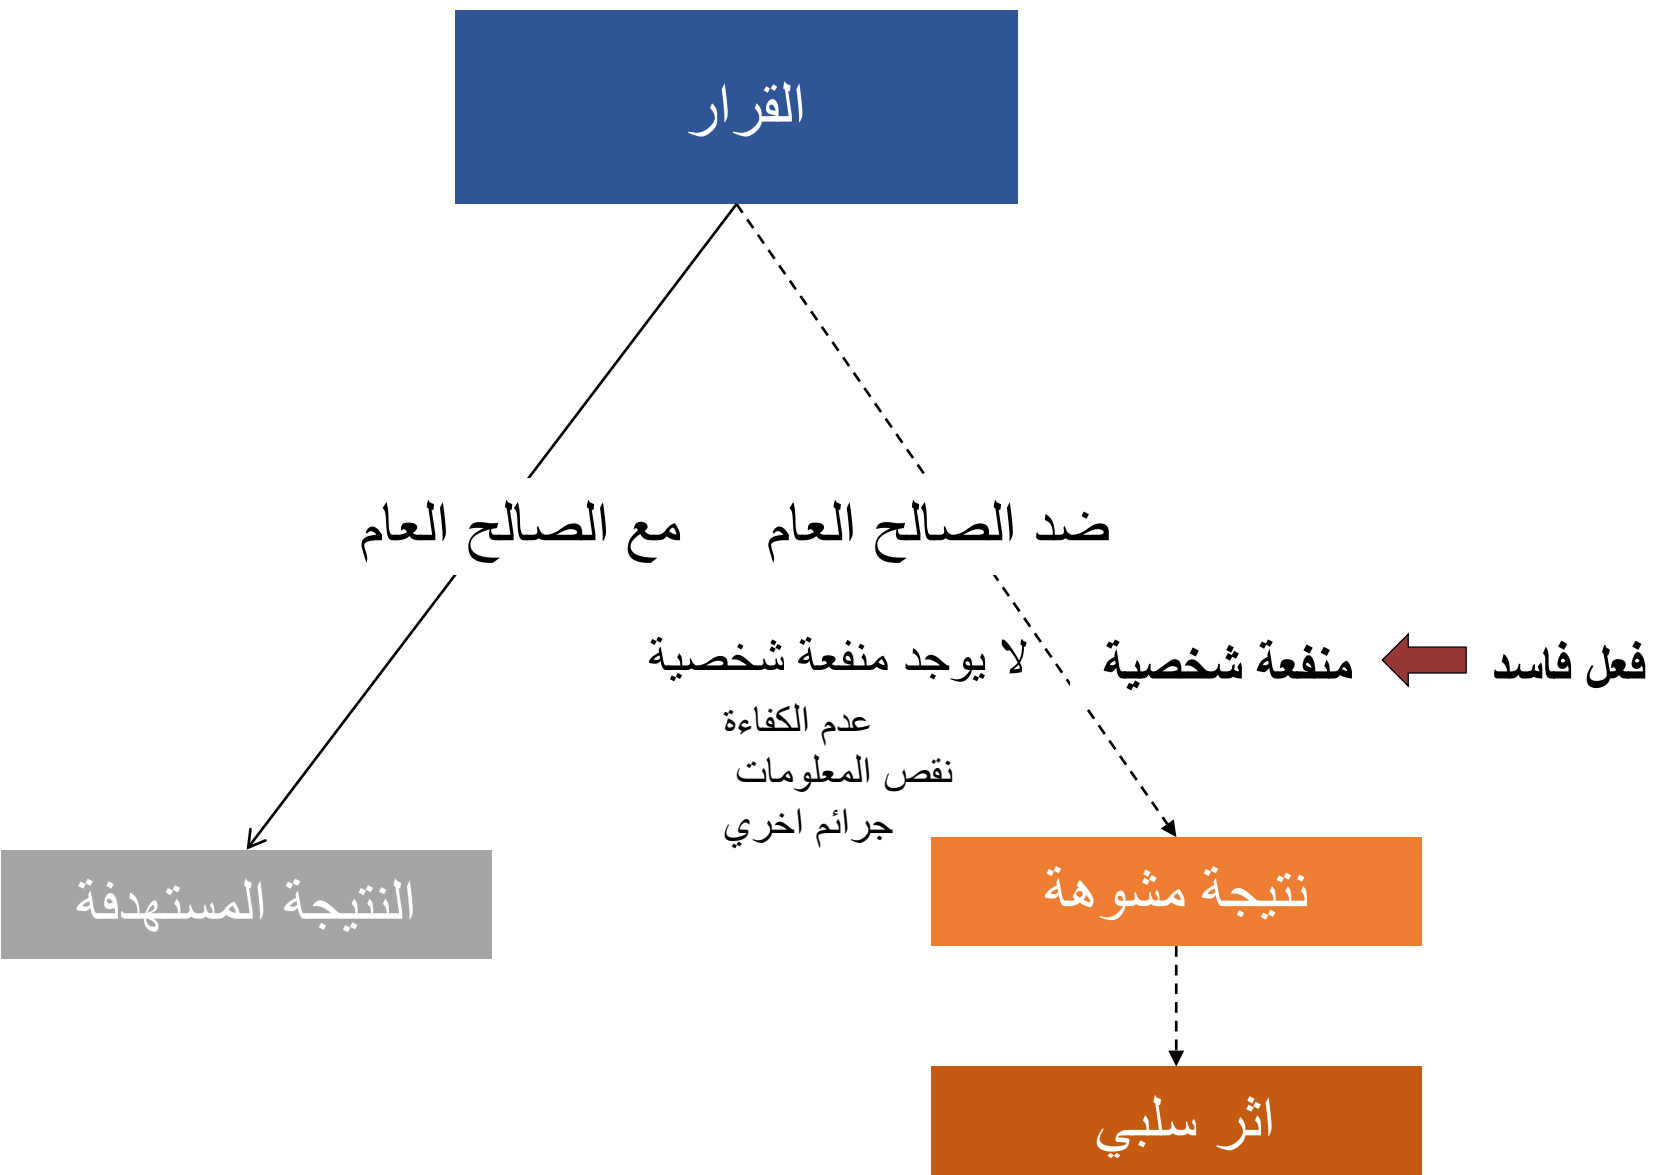 القرار
ضد الصالح العام
مع الصالح العام
فعل فاسد
منفعة شخصية
لا يوجد منفعة شخصية
عدم الكفاءة
نقص المعلومات
جرائم اخري
نتيجة مشوهة
النتيجة المستهدفة
اثر سلبي